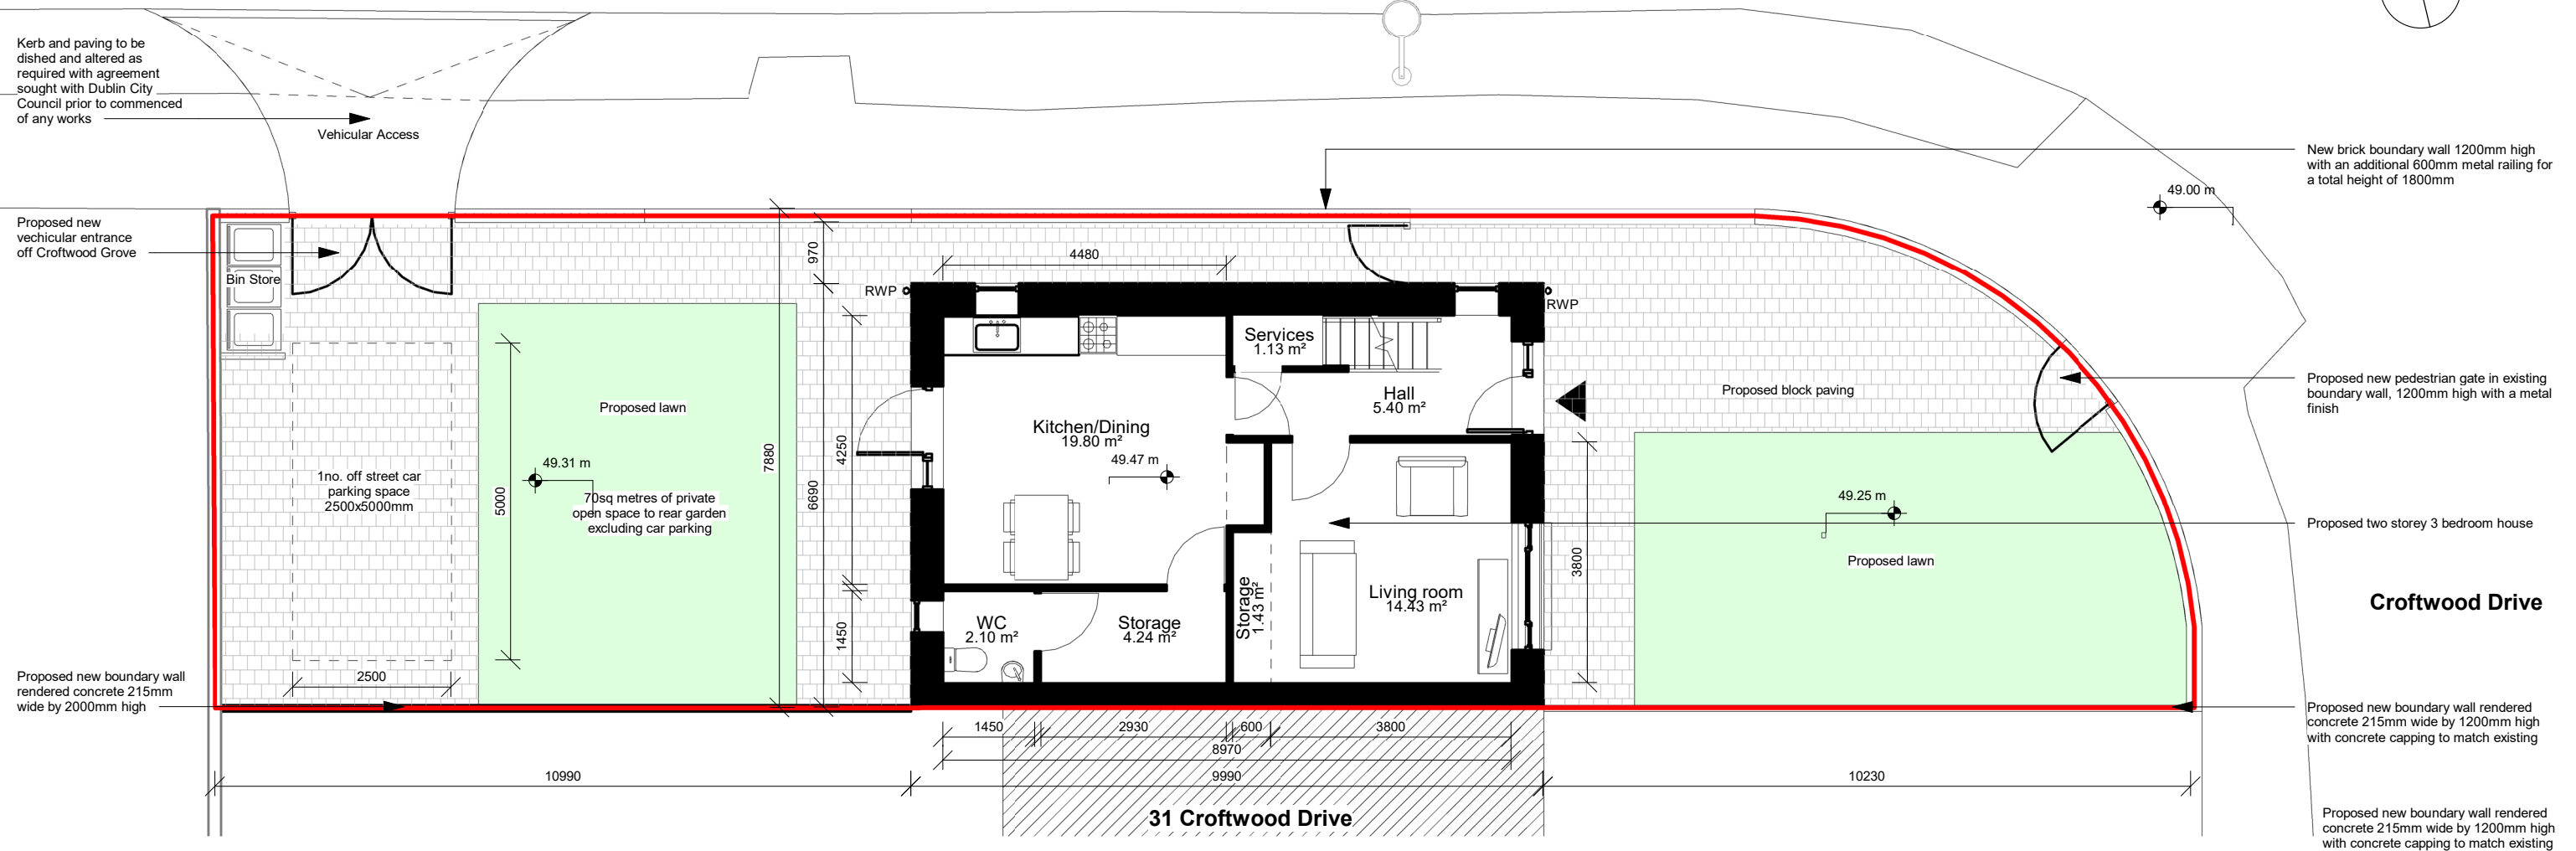 Kerb and paving to be
dished and altered as
required with agreement
sought with Dublin City
Council prior to commenced
of any works
Vehicular Access
New brick boundary wall 1200mm high
with an additional 600mm metal railing for
a total height of 1800mm
49.00 m
Proposed new
vechicular entrance
off Croftwood Grove
Bin Store
970
4480
RWP
RWP
Services
1.13 m²
Hall
5.40 m²
Proposed block paving
Proposed new pedestrian gate in existing
boundary wall, 1200mm high with a metal
finish
Proposed lawn
Kitchen/Dining
19.80 m²
49.47 m
49.31 m
7880
4250
6690
5000
1no. off street car
parking space
2500x5000mm
70sq metres of private
open space to rear garden
excluding car parking
49.25 m
Proposed two storey 3 bedroom house
3800
Proposed lawn
Storage
1.43 m²
Living room
14.43 m²
Croftwood Drive
WC
2.10 m²
Storage
4.24 m²
1450
2500
Proposed new boundary wall
rendered concrete 215mm
wide by 2000mm high
1450
2930
600
3800
8970
10990
9990
10230
Proposed new boundary wall rendered
concrete 215mm wide by 1200mm high
with concrete capping to match existing
31 Croftwood Drive
Proposed new boundary wall rendered
concrete 215mm wide by 1200mm high
with concrete capping to match existing